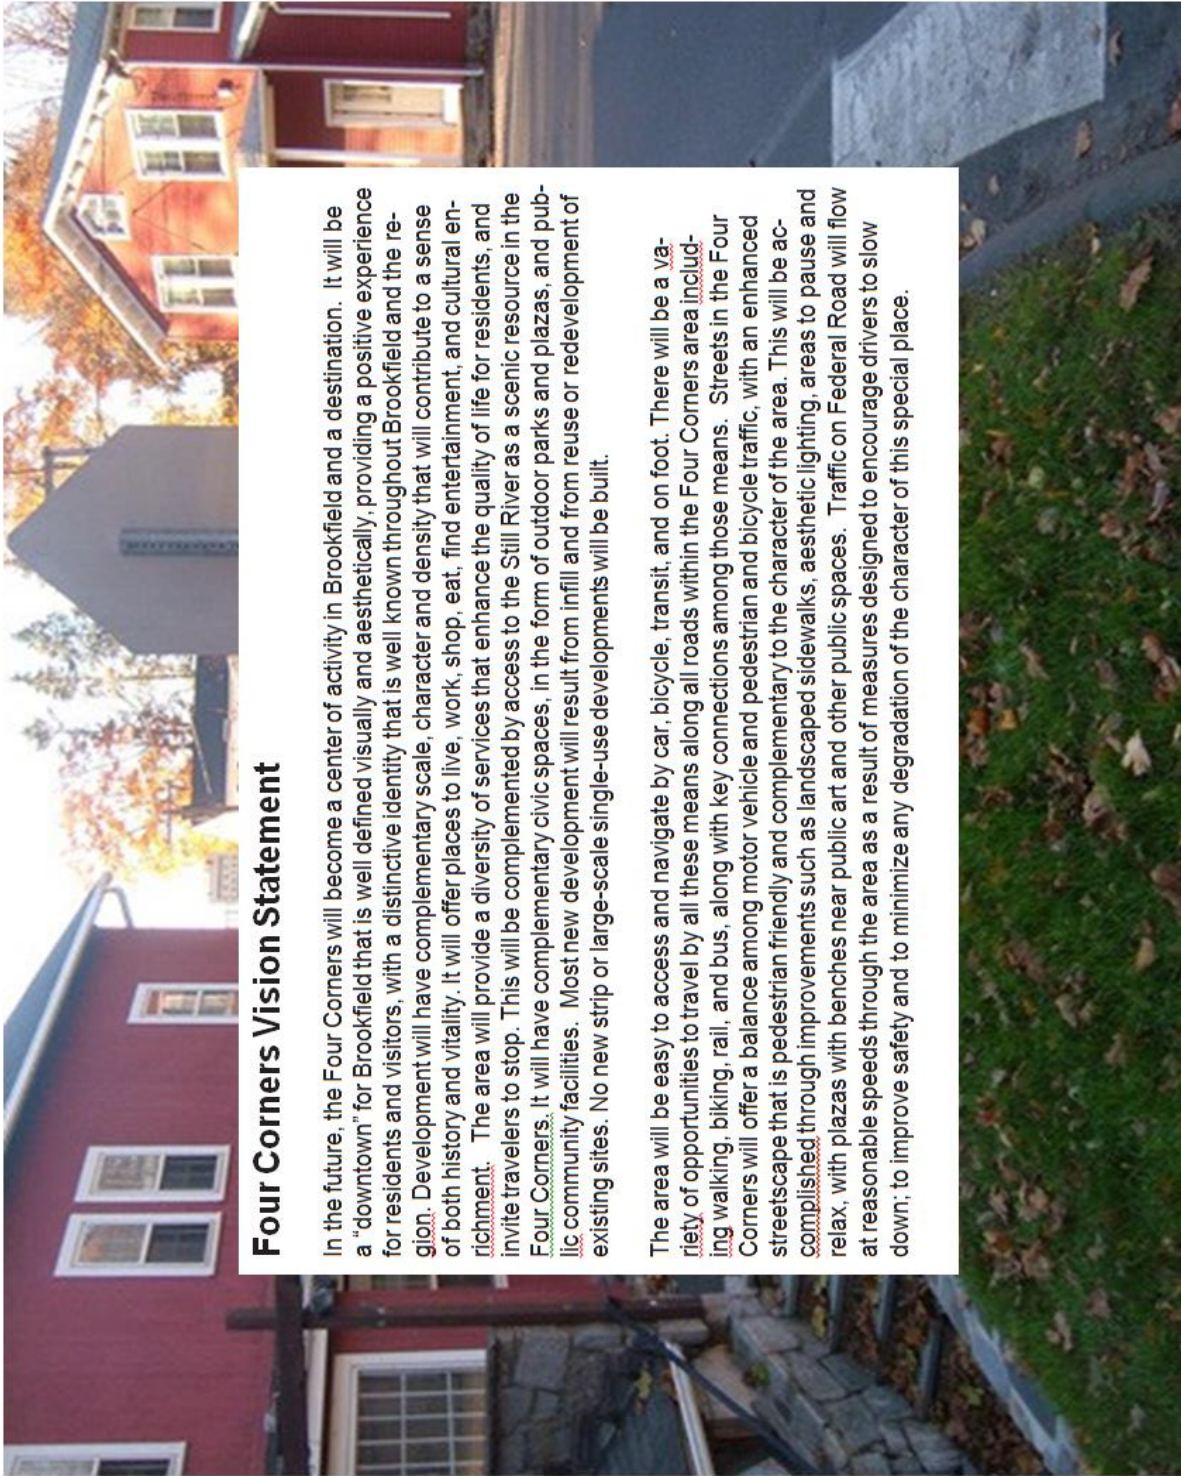 Four Corners Vision Statement
In the future, the Four Corners will become a center of activity in Brookfield and a destination.  It will be
a “downtown” for Brookfield that is well defined visually and aesthetically, providing a positive experience
for residents and visitors, with a distinctive identity that is well known throughout Brookfield and the re-
gion. Development will have complementary scale, character and density that will contribute to a sense
of both history and vitality. It will offer places to live, work, shop, eat, find entertainment, and cultural en-
richment.  The area will provide a diversity of services that enhance the quality of life for residents, and
invite travelers to stop. This will be complemented by access to the Still River as a scenic resource in the
Four Corners. It will have complementary civic spaces, in the form of outdoor parks and plazas, and pub-
lic community facilities.  Most new development will result from infill and from reuse or redevelopment of
existing sites. No new strip or large-scale single-use developments will be built.
The area will be easy to access and navigate by car, bicycle, transit, and on foot. There will be a va-
riety of opportunities to travel by all these means along all roads within the Four Corners area includ-
ing walking, biking, rail, and bus, along with key connections among those means.  Streets in the Four
Corners will offer a balance among motor vehicle and pedestrian and bicycle traffic, with an enhanced
streetscape that is pedestrian friendly and complementary to the character of the area. This will be ac-
complished through improvements such as landscaped sidewalks, aesthetic lighting, areas to pause and
relax, with plazas with benches near public art and other public spaces.  Traffic on Federal Road will flow
at reasonable speeds through the area as a result of measures designed to encourage drivers to slow
down; to improve safety and to minimize any degradation of the character of this special place.